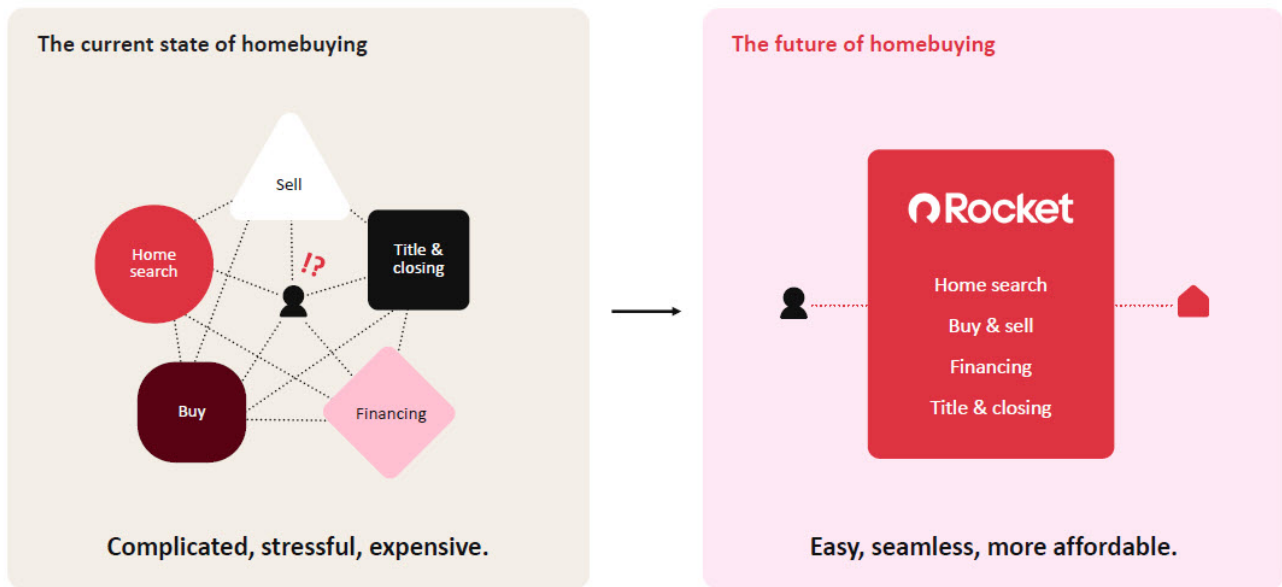 The current state of homebuying
Sell
Home
search
!?
Title &
closing
Buy
Financing
Complicated, stressful, expensive.
The future of homebuying
Rocket
Home search
Buy & sell
Financing
Title & closing
Easy, seamless, more affordable.